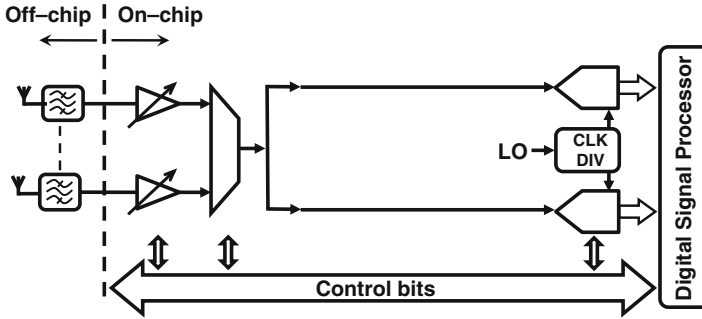 Off–chip
On–chip
LO
CLK
DIV
Digital Signal Processor
Control bits